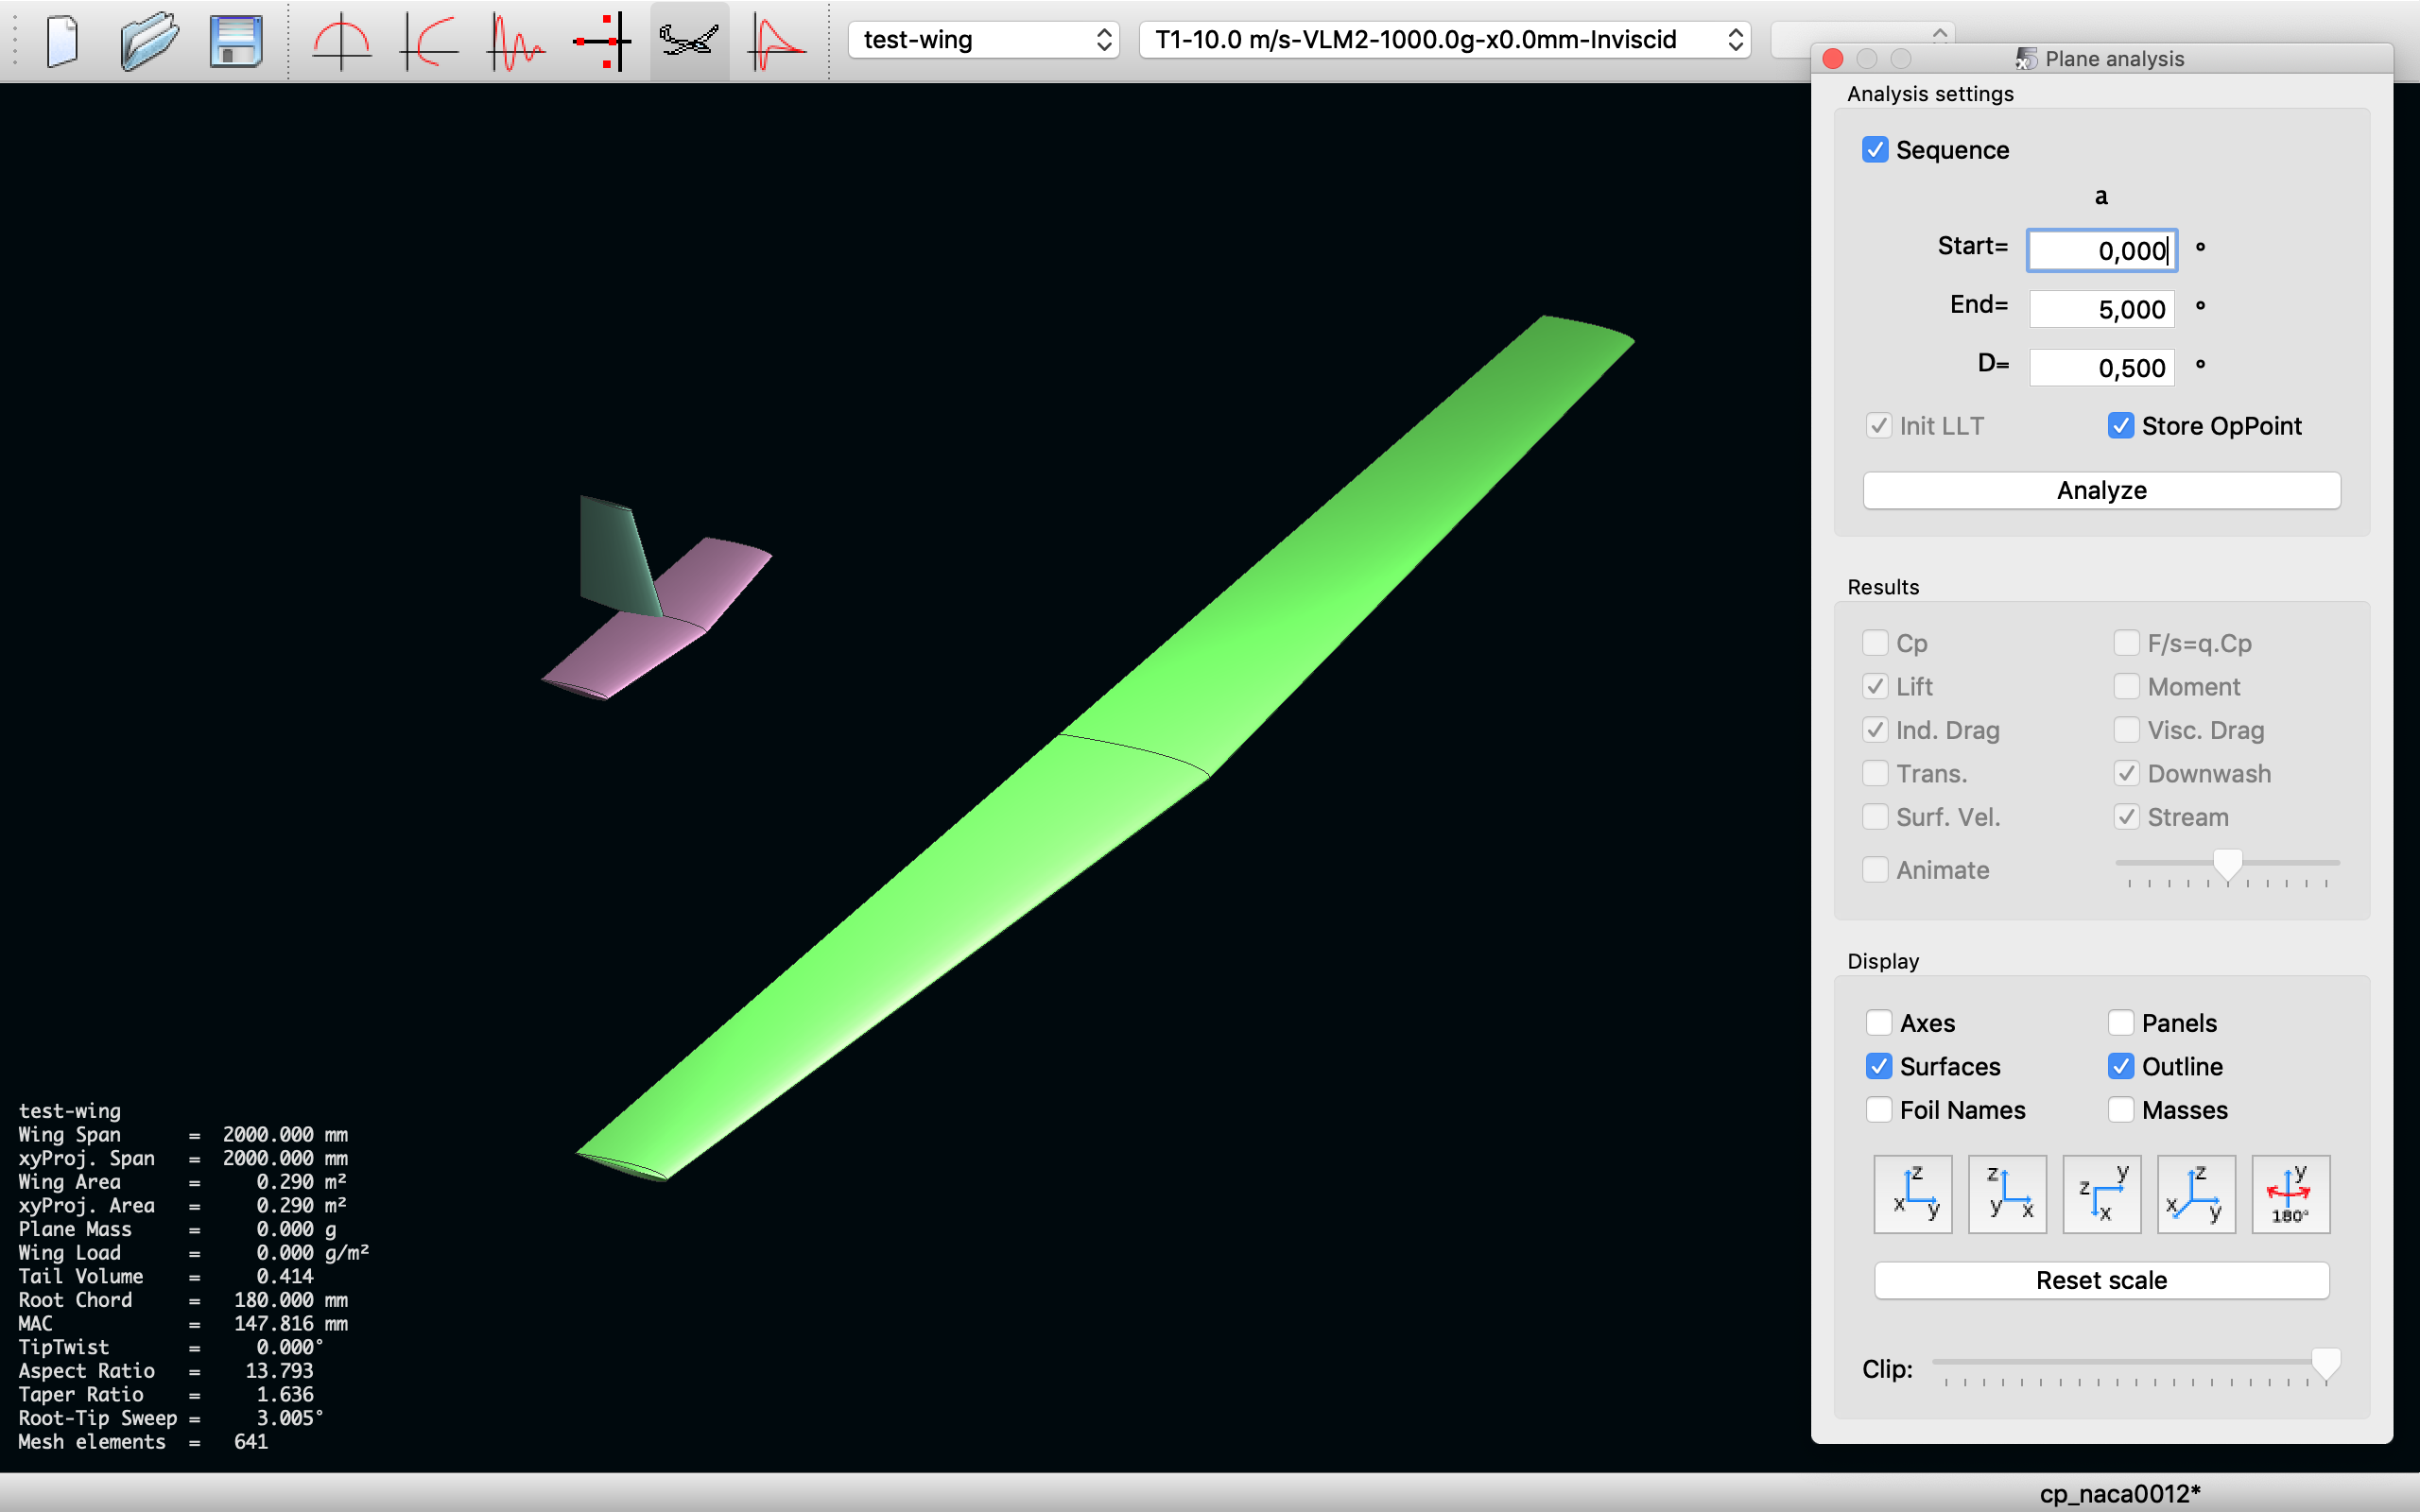 test-wing
T1-10.0 m/s-VLM2-1000.0g-x0.0mm-Inviscid
Plane analysis
Analysis settings
Sequence
a
Start= 0,000 °
End= 5,000 °
D= 0,500 °
Init LLT Store OpPoint
Analyze
Results
Cp F/s=q.Cp
Lift Moment
Ind. Drag Visc. Drag
Trans. Downwash
Surf. Vel. Stream
Animate
Display
Axes Panels
Surfaces Outline
Foil Names Masses
z x y z y x y z x z x y y 180°
Reset scale
Clip:
test-wing
Wing Span = 2000.000 mm
xyProj. Span = 2000.000 mm
Wing Area = 0.290 m²
xyProj. Area = 0.290 m²
Plane Mass = 0.000 g
Wing Load = 0.000 g/m²
Tail Volume = 0.414
Root Chord = 180.000 mm
MAC = 147.816 mm
TipTwist = 0.000°
Aspect Ratio = 13.793
Taper Ratio = 1.636
Root-Tip Sweep = 3.005°
Mesh elements = 641
cp_naca0012*